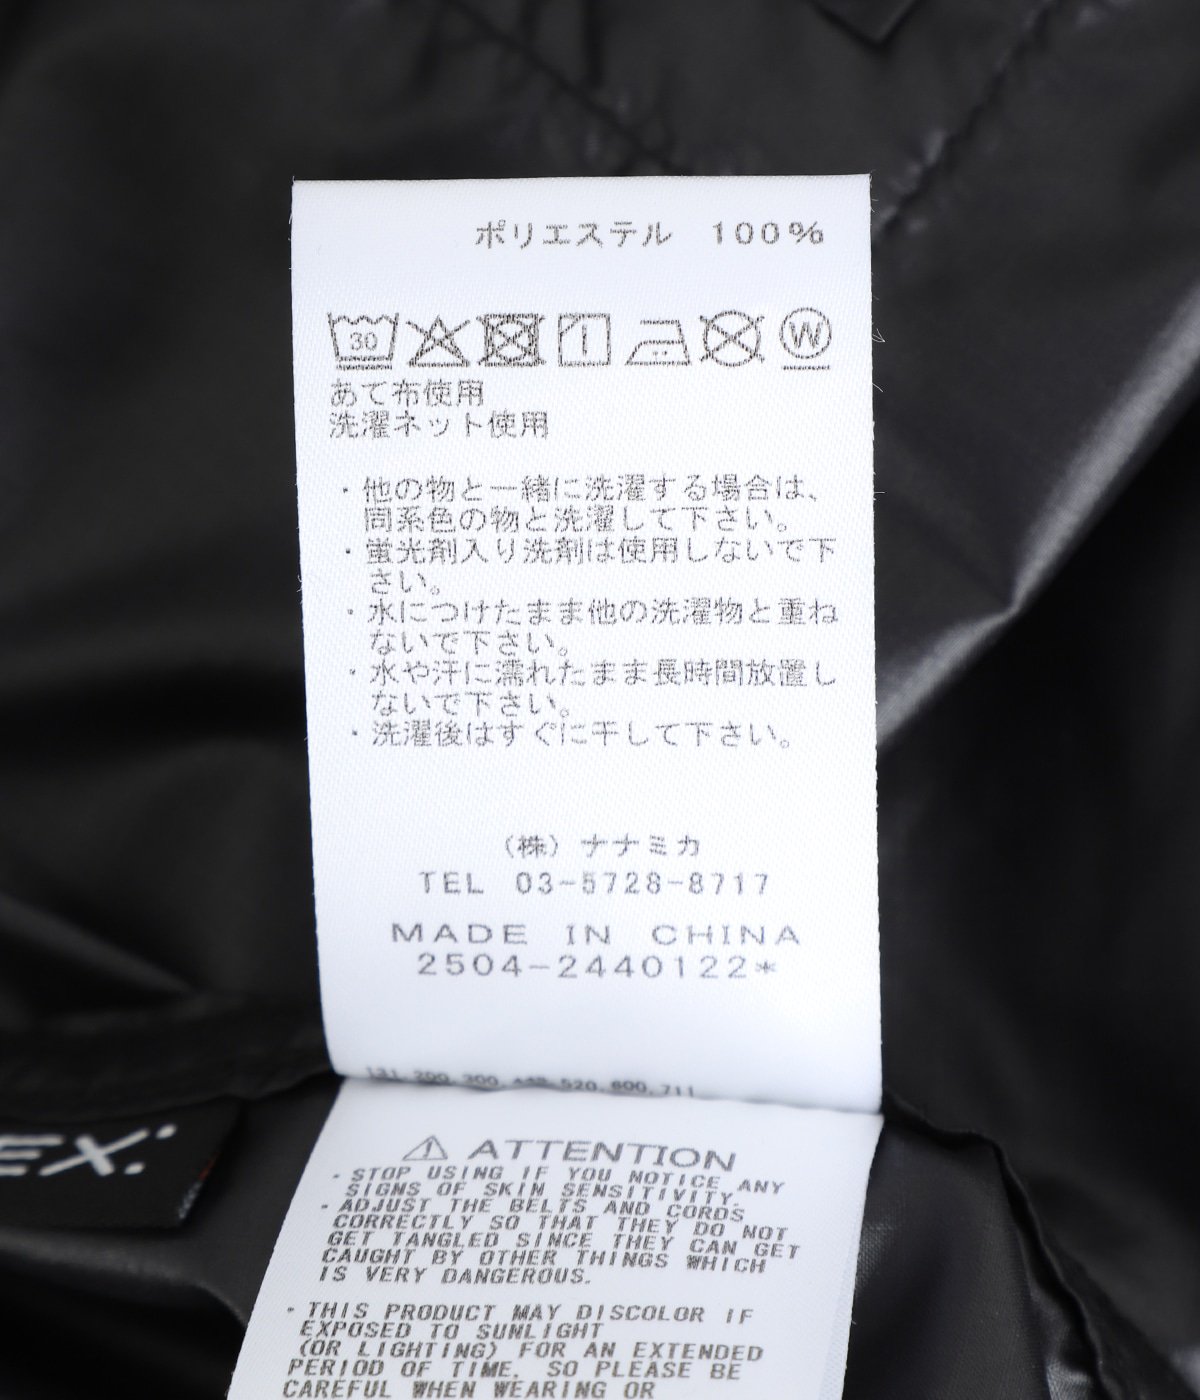 ポリエステル 100%
30
W
あて布使用
洗濯ネット使用
・他の物と一緒に洗濯する場合は、
同系色の物と洗濯して下さい。
・蛍光剤入り洗剤は使用しないで下
さい。
・水につけたまま他の洗濯物と重ね
ないで下さい。
・水や汗に濡れたまま長時間放置し
ないで下さい。
・洗濯後はすぐに干して下さい。
（株）ナナミカ
TEL 03-5728-8717
MADE IN CHINA
2504-2440122*
131,200,300,449,520,600,711
EX.
ATTENTION
・STOP USING IF YOU NOTICE ANY
SIGNS OF SKIN SENSITIVITY.
・ADJUST THE BELTS AND CORDS
CORRECTLY SO THAT THEY DO NOT
GET TANGLED SINCE THEY CAN GET
CAUGHT BY OTHER THINGS WHICH
IS VERY DANGEROUS.
・THIS PRODUCT MAY DISCOLOR IF
EXPOSED TO SUNLIGHT
(OR LIGHTING) FOR AN EXTENDED
PERIOD OF TIME. SO PLEASE BE
CAREFUL WHEN WEARING OR